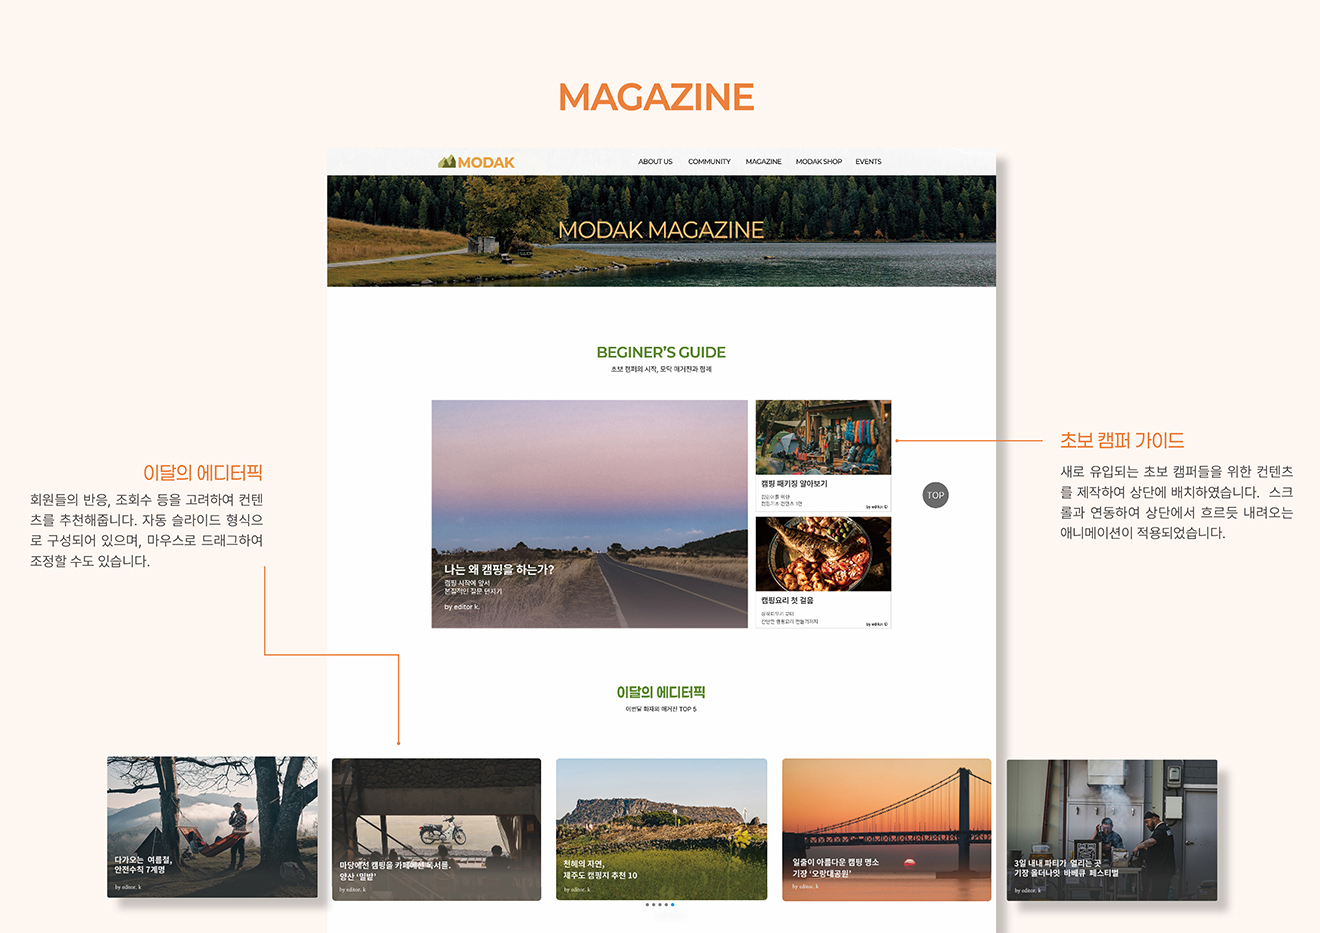 MAGAZINE
MODAK
ABOUT US COMMUNITY MAGAZINE MODAK SHOP EVENTS
MODAK MAGAZINE
BEGINER'S GUIDE
초보 캠퍼의 시작, 모닥 매거진과 함께
나는 왜 캠핑을 하는가?
캠핑 시작에 앞서
본질적인 질문 던지기
by editor k.
캠핑 패키징 알아보기
by editor.
캠핑요리 첫 걸음
간단한 캠핑요리 만들기까지
by editor.
TOP
초보 캠퍼 가이드
새로 유입되는 초보 캠퍼들을 위한 컨텐츠
를 제작하여 상단에 배치하였습니다. 스크
롤과 연동하여 상단에서 흐르듯 내려오는
애니메이션이 적용되었습니다.
이달의 에디터픽
회원들의 반응, 조회수 등을 고려하여 컨텐
츠를 추천해줍니다. 자동 슬라이드 형식으
로 구성되어 있으며, 마우스로 드래그하여
조정할 수도 있습니다.
이달의 에디터픽
이번달 화제의 매거진 TOP 5
다가오는 여름철,
안전수칙 7계명
by editor. k
마당에선 캠핑을 카페에선 독서를.
양산 '밀밭'
by editor. k
천혜의 자연,
제주도 캠핑지 추천 10
by editor. k
일출이 아름다운 캠핑 명소
기장 '오랑대공원'
by editor. k
3일 내내 파티가 열리는 곳
기장 올더나잇 바베큐 페스티벌
by editor. k